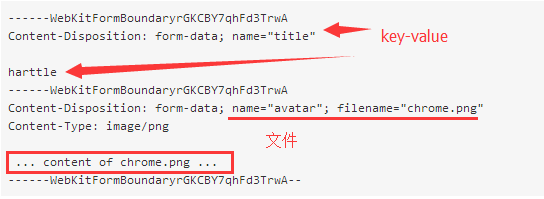 ------WebKitFormBoundaryrGKCBY7qhFd3TrwA
Content-Disposition: form-data; name="title"
key-value
harttle
------WebKitFormBoundaryrGKCBY7qhFd3TrwA
Content-Disposition: form-data; name="avatar"; filename="chrome.png"
Content-Type: image/png
文件
... content of chrome.png ...
------WebKitFormBoundaryrGKCBY7qhFd3TrwA--